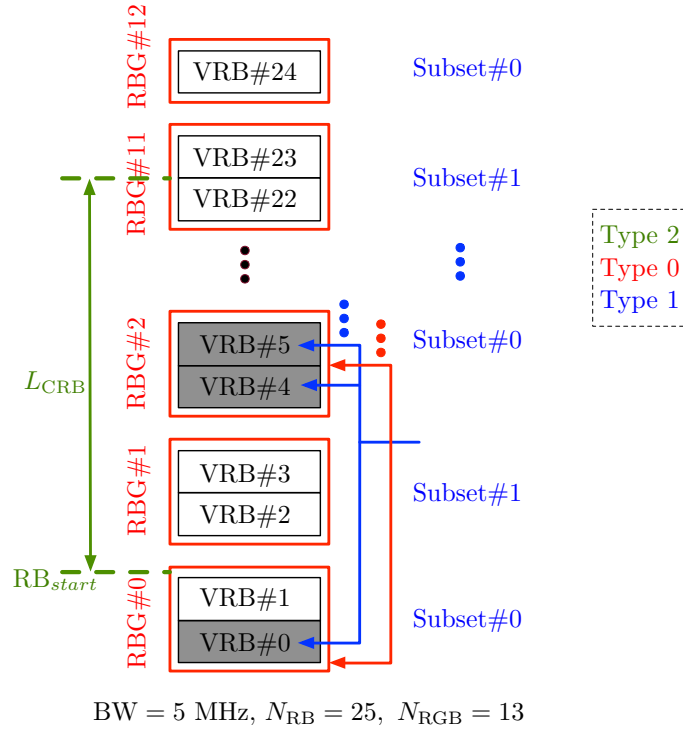 RBG#12
VRB#24
Subset#0
RBG#11
VRB#23
VRB#22
Subset#1
Type 2
Type 0
Type 1
RBG#2
VRB#5
VRB#4
Subset#0
L_CRB
RBG#1
VRB#3
VRB#2
Subset#1
RB_start
RBG#0
VRB#1
VRB#0
Subset#0
BW = 5 MHz, N_RB = 25, N_RGB = 13